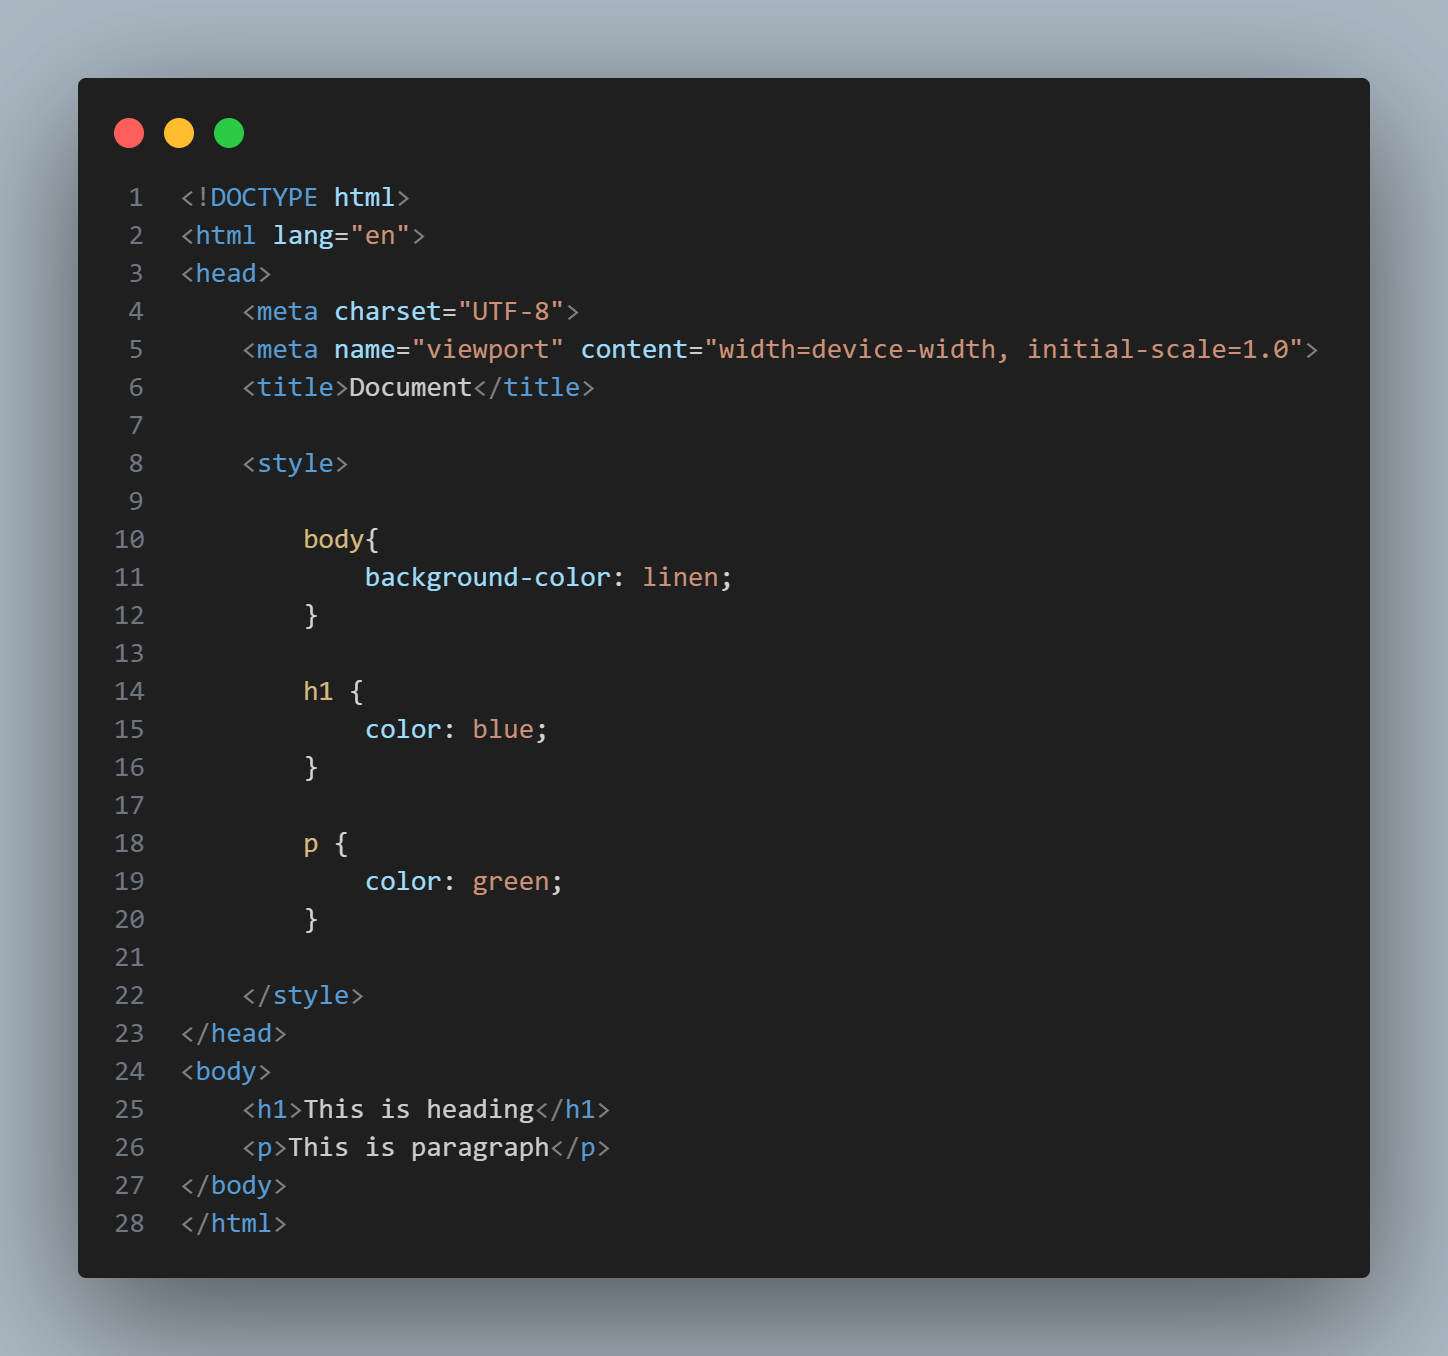 1 <!DOCTYPE html>
2 <html lang="en">
3 <head>
4     <meta charset="UTF-8">
5     <meta name="viewport" content="width=device-width, initial-scale=1.0">
6     <title>Document</title>
7
8     <style>
9
10         body{
11             background-color: linen;
12         }
13
14         h1 {
15             color: blue;
16         }
17
18         p {
19             color: green;
20         }
21
22     </style>
23 </head>
24 <body>
25     <h1>This is heading</h1>
26     <p>This is paragraph</p>
27 </body>
28 </html>